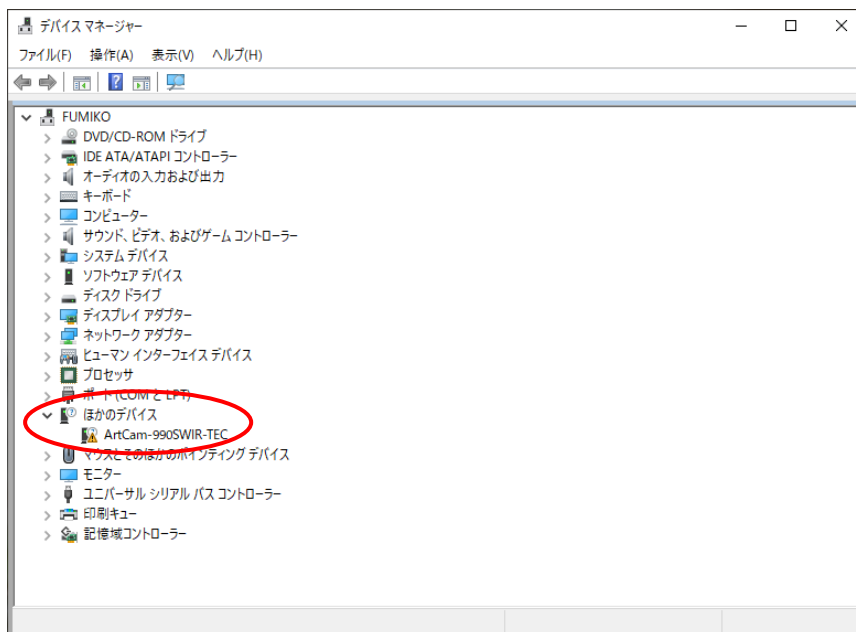 デバイス マネージャー
ファイル(F) 操作(A) 表示(V) ヘルプ(H)
FUMIKO
DVD/CD-ROM ドライブ
IDE ATA/ATAPI コントローラー
オーディオの入力および出力
キーボード
コンピューター
サウンド、ビデオ、およびゲーム コントローラー
システム デバイス
ソフトウェア デバイス
ディスク ドライブ
ディスプレイ アダプター
ネットワーク アダプター
ヒューマン インターフェイス デバイス
プロセッサ
ポート (COM と LPT)
ほかのデバイス
ArtCam-990SWIR-TEC
マウスとそのほかのポインティング デバイス
モニター
ユニバーサル シリアル バス コントローラー
印刷キュー
記憶域コントローラー